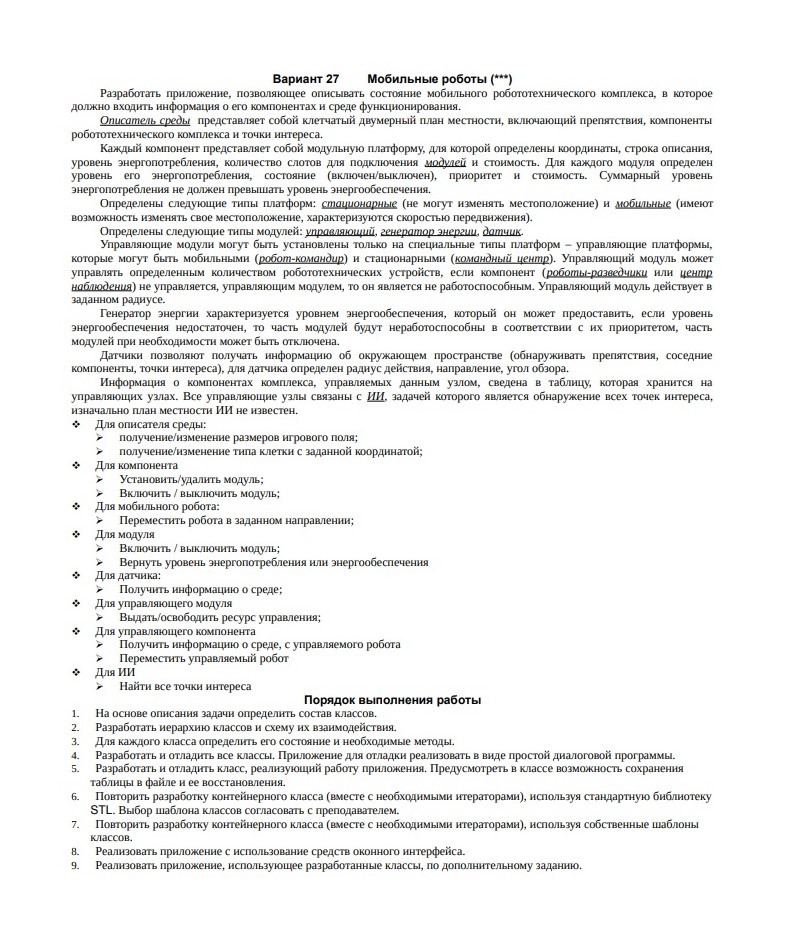 Вариант 27 Мобильные роботы (***)
Разработать приложение, позволяющее описывать состояние мобильного робототехнического комплекса, в которое
должно входить информация о его компонентах и среде функционирования.
Описатель среды представляет собой клетчатый двумерный план местности, включающий препятствия, компоненты
робототехнического комплекса и точки интереса.
Каждый компонент представляет собой модульную платформу, для которой определены координаты, строка описания,
уровень энергопотребления, количество слотов для подключения модулей и стоимость. Для каждого модуля определен
уровень его энергопотребления, состояние (включен/выключен), приоритет и стоимость. Суммарный уровень
энергопотребления не должен превышать уровень энергообеспечения.
Определены следующие типы платформ: стационарные (не могут изменять местоположение) и мобильные (имеют
возможность изменять свое местоположение, характеризуются скоростью передвижения).
Определены следующие типы модулей: управляющий, генератор энергии, датчик.
Управляющие модули могут быть установлены только на специальные типы платформ – управляющие платформы,
которые могут быть мобильными (робот-командир) и стационарными (командный центр). Управляющий модуль может
управлять определенным количеством робототехнических устройств, если компонент (роботы-разведчики или центр
наблюдения) не управляется, управляющим модулем, то он является не работоспособным. Управляющий модуль действует в
заданном радиусе.
Генератор энергии характеризуется уровнем энергообеспечения, который он может предоставить, если уровень
энергообеспечения недостаточен, то часть модулей будут неработоспособны в соответствии с их приоритетом, часть
модулей при необходимости может быть отключена.
Датчики позволяют получать информацию об окружающем пространстве (обнаруживать препятствия, соседние
компоненты, точки интереса), для датчика определен радиус действия, направление, угол обзора.
Информация о компонентах комплекса, управляемых данным узлом, сведена в таблицу, которая хранится на
управляющих узлах. Все управляющие узлы связаны с ИИ, задачей которого является обнаружение всех точек интереса,
изначально план местности ИИ не известен.
❖ Для описателя среды:
➢ получение/изменение размеров игрового поля;
➢ получение/изменение типа клетки с заданной координатой;
❖ Для компонента
➢ Установить/удалить модуль;
➢ Включить / выключить модуль;
❖ Для мобильного робота:
➢ Переместить робота в заданном направлении;
❖ Для модуля
➢ Включить / выключить модуль;
➢ Вернуть уровень энергопотребления или энергообеспечения
❖ Для датчика:
➢ Получить информацию о среде;
❖ Для управляющего модуля
➢ Выдать/освободить ресурс управления;
❖ Для управляющего компонента
➢ Получить информацию о среде, с управляемого робота
➢ Переместить управляемый робот
❖ Для ИИ
➢ Найти все точки интереса
Порядок выполнения работы
1. На основе описания задачи определить состав классов.
2. Разработать иерархию классов и схему их взаимодействия.
3. Для каждого класса определить его состояние и необходимые методы.
4. Разработать и отладить все классы. Приложение для отладки реализовать в виде простой диалоговой программы.
5. Разработать и отладить класс, реализующий работу приложения. Предусмотреть в классе возможность сохранения
таблицы в файле и ее восстановления.
6. Повторить разработку контейнерного класса (вместе с необходимыми итераторами), используя стандартную библиотеку
STL. Выбор шаблона классов согласовать с преподавателем.
7. Повторить разработку контейнерного класса (вместе с необходимыми итераторами), используя собственные шаблоны
классов.
8. Реализовать приложение с использование средств оконного интерфейса.
9. Реализовать приложение, использующее разработанные классы, по дополнительному заданию.